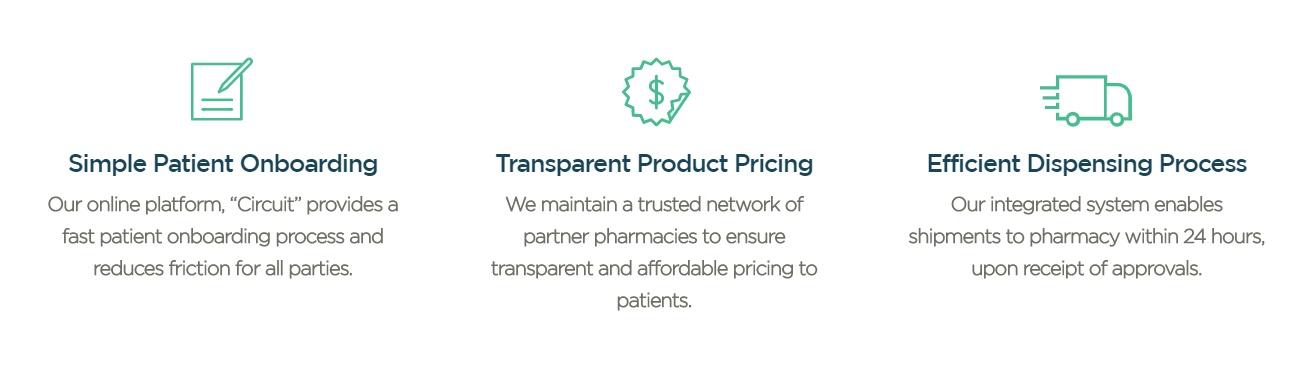 Simple Patient Onboarding
Our online platform, “Circuit” provides a
fast patient onboarding process and
reduces friction for all parties.
$
Transparent Product Pricing
We maintain a trusted network of
partner pharmacies to ensure
transparent and affordable pricing to
patients.
Efficient Dispensing Process
Our integrated system enables
shipments to pharmacy within 24 hours,
upon receipt of approvals.